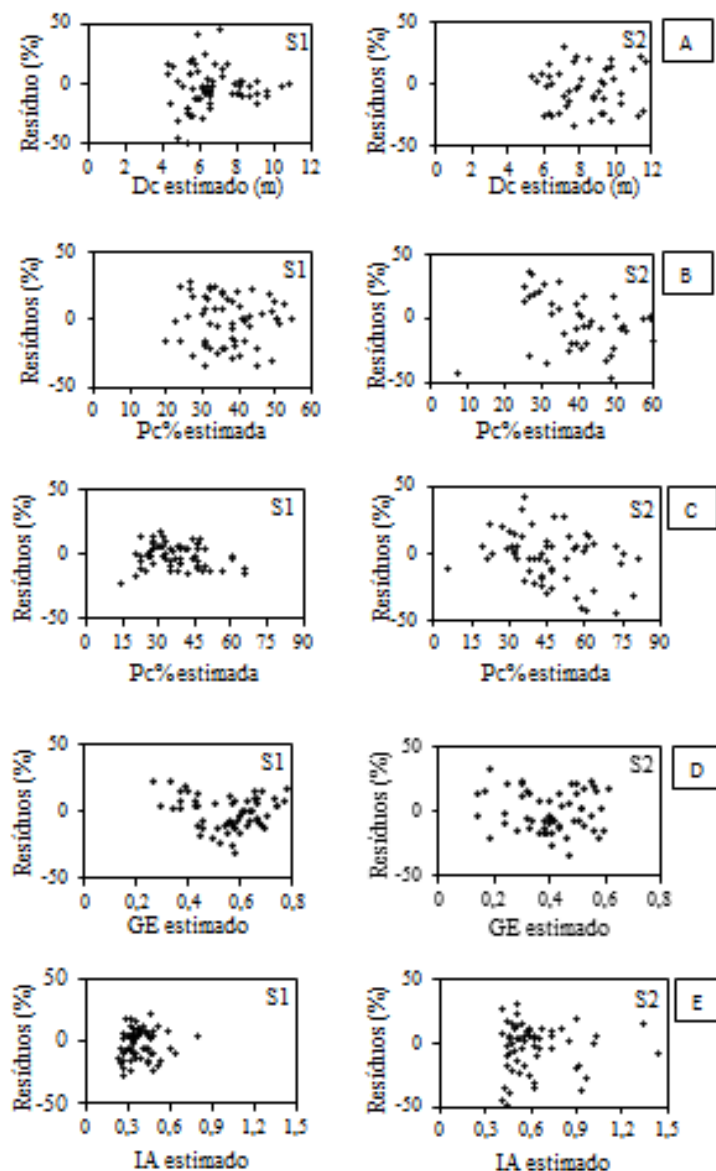 50 S1 50 S2 A
Resíduo (%) 0 Resíduos (%) 0
-50 -50
0 2 4 6 8 10 12 0 2 4 6 8 10 12
Dc estimado (m) Dc estimado (m)
50 S1 50 S2 B
Resíduos (%) 0 Resíduos (%) 0
-50 -50
0 10 20 30 40 50 60 0 10 20 30 40 50 60
Pc% estimada Pc% estimada
50 S1 50 S2 C
Resíduos (%) 0 Resíduos (%) 0
-50 -50
0 15 30 45 60 75 90 0 15 30 45 60 75 90
Pc% estimada Pc% estimada
50 S1 50 S2 D
Resíduos (%) 0 Resíduos (%) 0
-50 -50
0 0,2 0,4 0,6 0,8 0 0,2 0,4 0,6 0,8
GE estimado GE estimado
50 S1 50 S2 E
Resíduos (%) 0 Resíduos (%) 0
-50 -50
0 0,3 0,6 0,9 1,2 1,5 0 0,3 0,6 0,9 1,2 1,5
IA estimado IA estimado